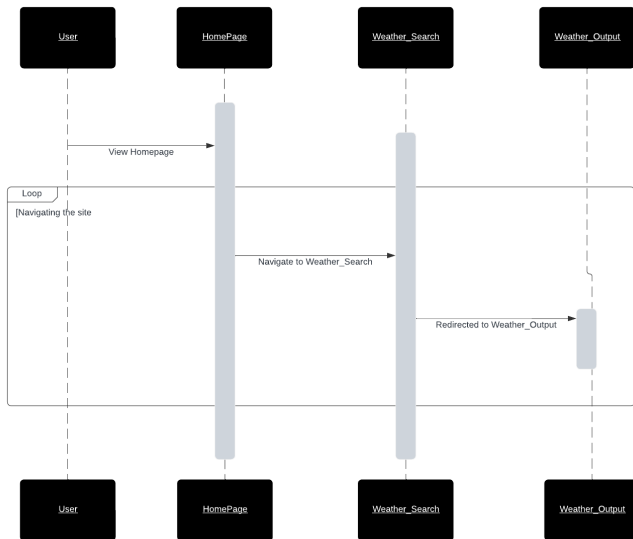 User
HomePage
Weather_Search
Weather_Output
View Homepage
Loop
[Navigating the site
Navigate to Weather_Search
Redirected to Weather_Output
User
HomePage
Weather_Search
Weather_Output